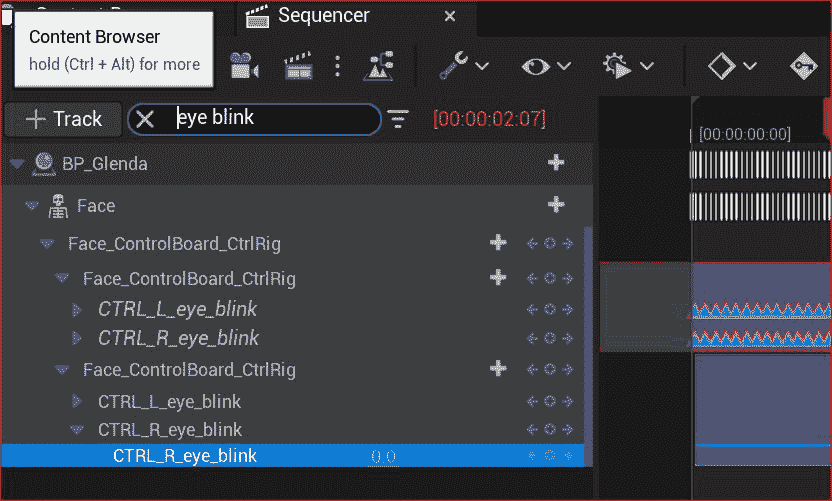 Sequencer
Content Browser
hold (Ctrl + Alt) for more
Track
eye blink
[00:00:02:07]
[00:00:00:00]
BP_Glenda
Face
Face_ControlBoard_CtrlRig
Face_ControlBoard_CtrlRig
CTRL_L_eye_blink
CTRL_R_eye_blink
Face_ControlBoard_CtrlRig
CTRL_L_eye_blink
CTRL_R_eye_blink
CTRL_R_eye_blink 0.0